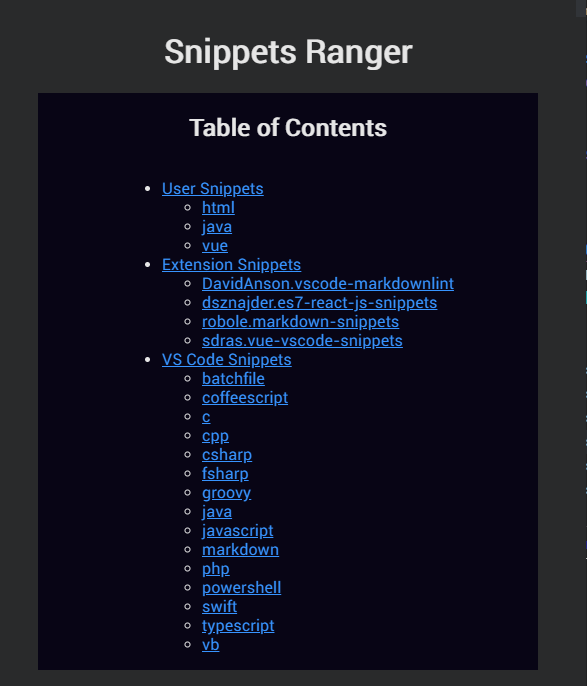 Snippets Ranger
Table of Contents
User Snippets
html
java
vue
Extension Snippets
DavidAnson.vscode-markdownlint
dsznajder.es7-react-js-snippets
robole.markdown-snippets
sdras.vue-vscode-snippets
VS Code Snippets
batchfile
coffeescript
c
cpp
csharp
fsharp
groovy
java
javascript
markdown
php
powershell
swift
typescript
vb